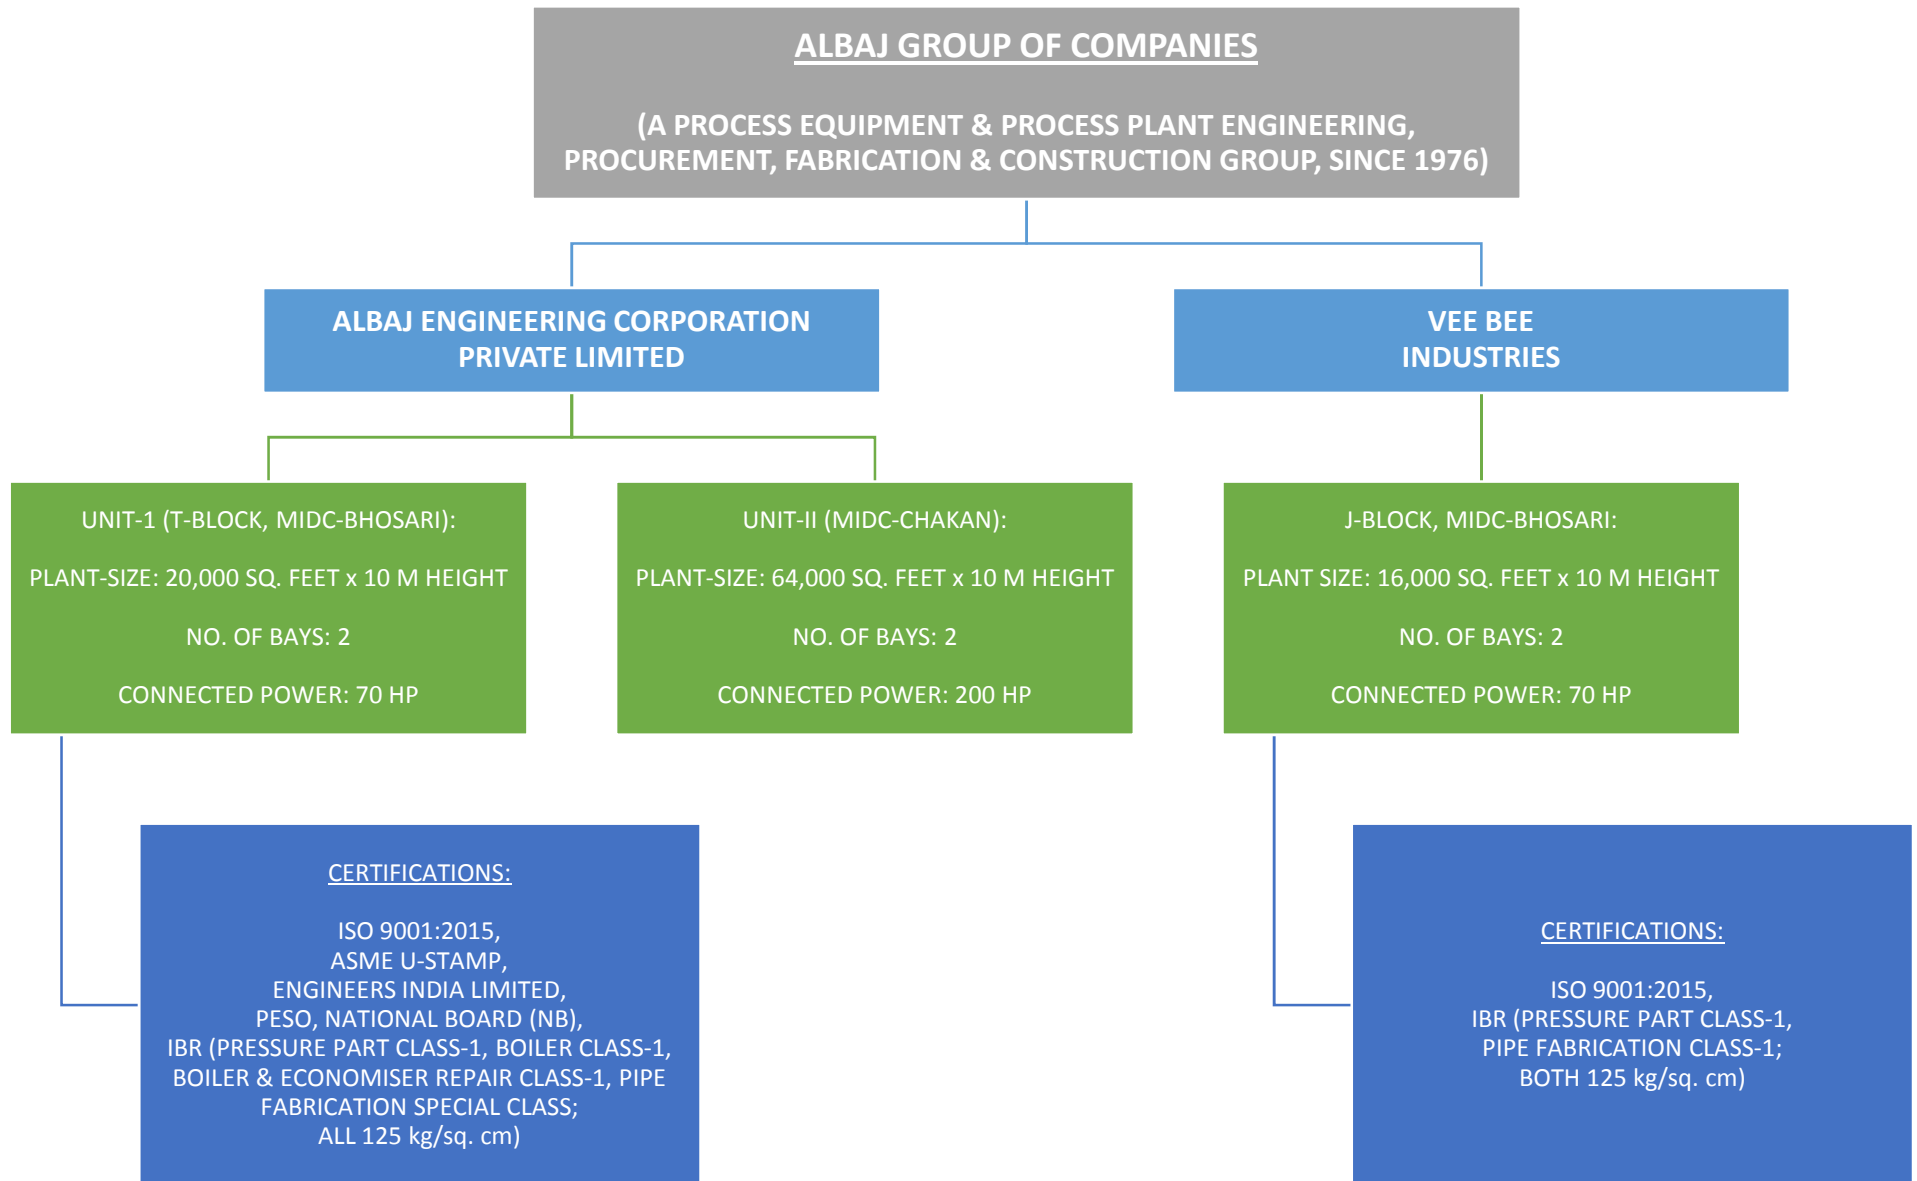 ALBAJ GROUP OF COMPANIES
(A PROCESS EQUIPMENT & PROCESS PLANT ENGINEERING,
PROCUREMENT, FABRICATION & CONSTRUCTION GROUP, SINCE 1976)
ALBAJ ENGINEERING CORPORATION
PRIVATE LIMITED
VEE BEE
INDUSTRIES
UNIT-1 (T-BLOCK, MIDC-BHOSARI):
PLANT-SIZE: 20,000 SQ. FEET x 10 M HEIGHT
NO. OF BAYS: 2
CONNECTED POWER: 70 HP
UNIT-II (MIDC-CHAKAN):
PLANT-SIZE: 64,000 SQ. FEET x 10 M HEIGHT
NO. OF BAYS: 2
CONNECTED POWER: 200 HP
J-BLOCK, MIDC-BHOSARI:
PLANT SIZE: 16,000 SQ. FEET x 10 M HEIGHT
NO. OF BAYS: 2
CONNECTED POWER: 70 HP
CERTIFICATIONS:
ISO 9001:2015,
ASME U-STAMP,
ENGINEERS INDIA LIMITED,
PESO, NATIONAL BOARD (NB),
IBR (PRESSURE PART CLASS-1, BOILER CLASS-1,
BOILER & ECONOMISER REPAIR CLASS-1, PIPE
FABRICATION SPECIAL CLASS;
ALL 125 kg/sq. cm)
CERTIFICATIONS:
ISO 9001:2015,
IBR (PRESSURE PART CLASS-1,
PIPE FABRICATION CLASS-1;
BOTH 125 kg/sq. cm)